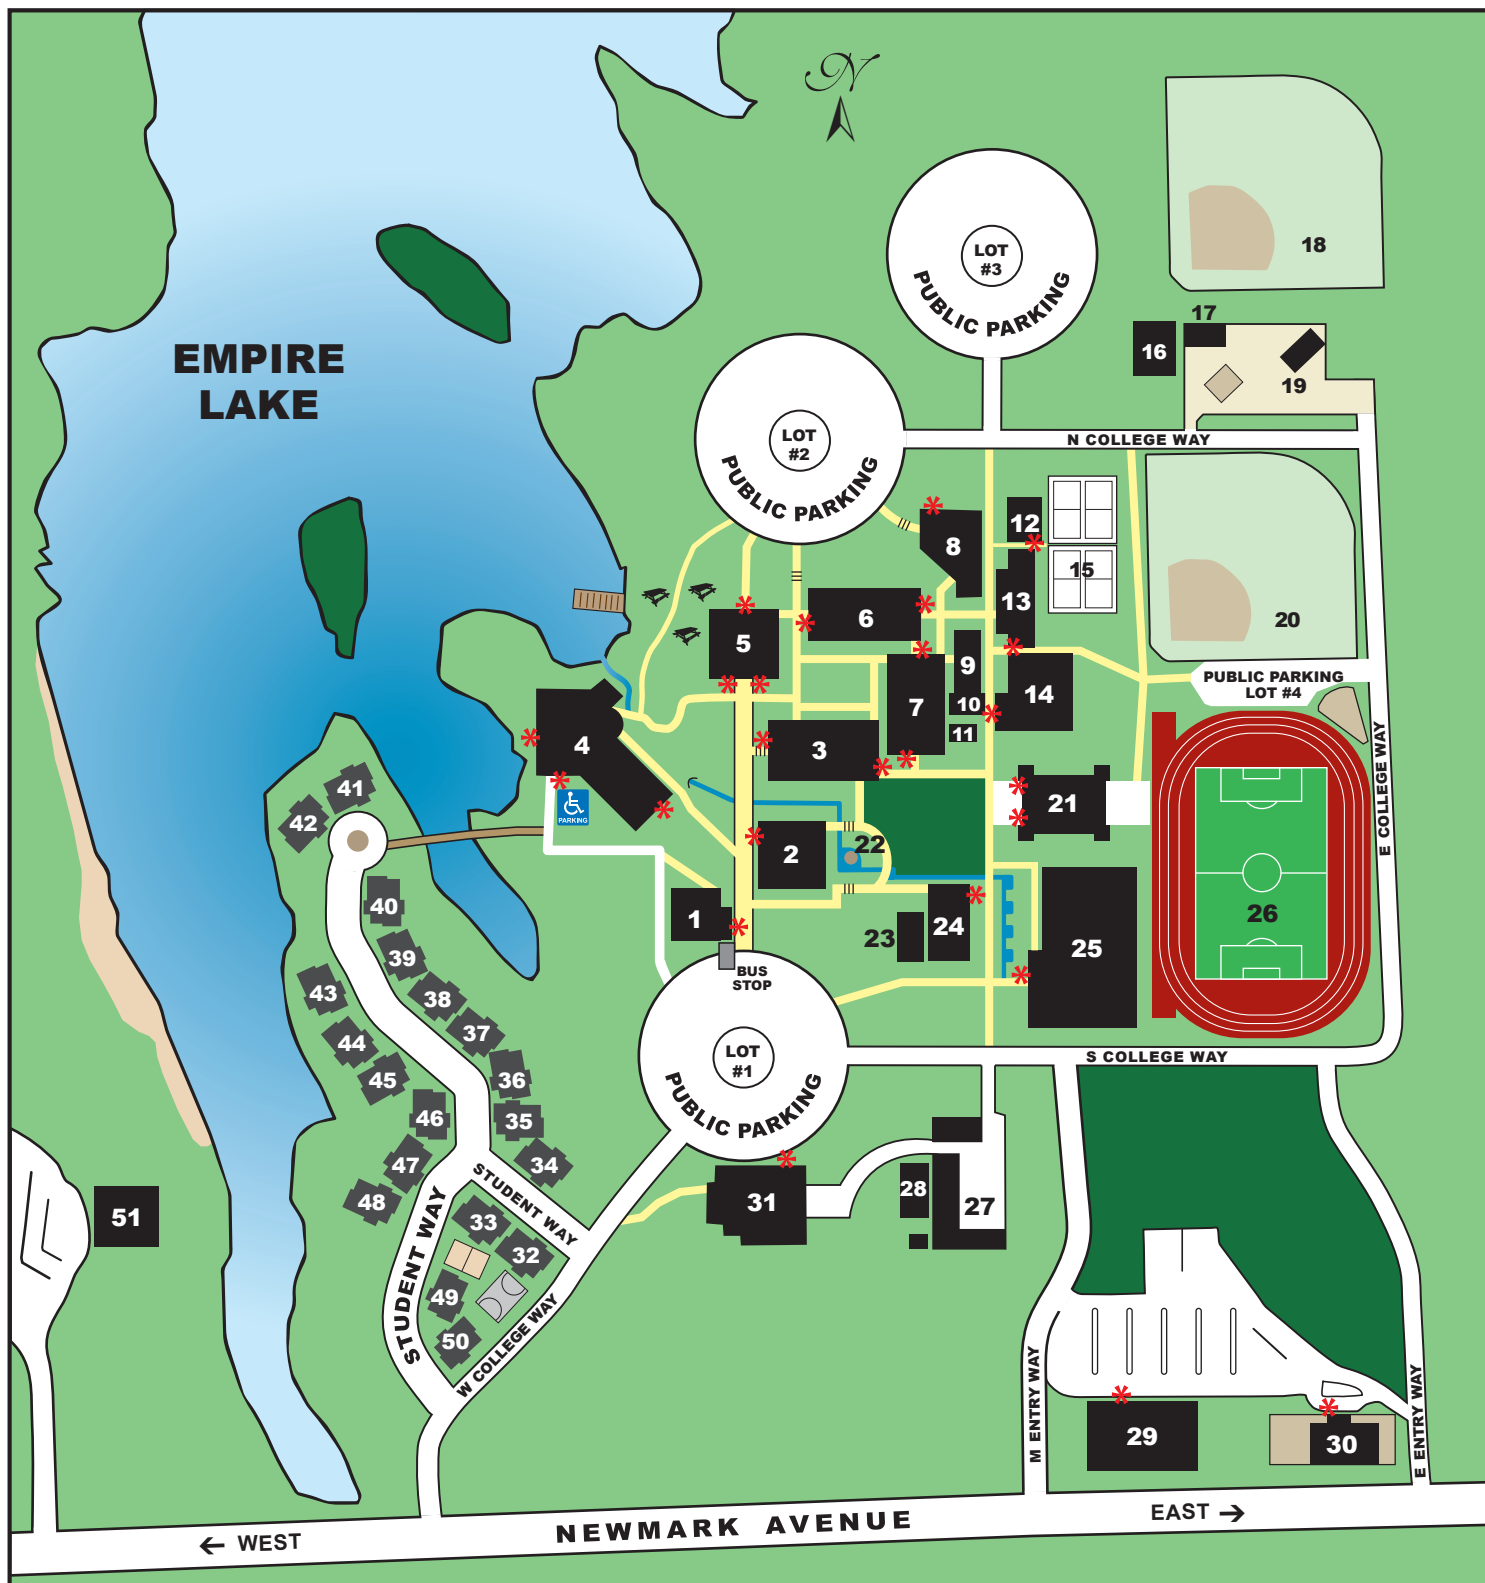 N
LOT
#3
PUBLIC PARKING
18
17
16
19
EMPIRE
LAKE
LOT
#2
PUBLIC PARKING
N COLLEGE WAY
12
8
15
13
6
20
5
9
PUBLIC PARKING
LOT #4
14
10
7
11
4
3
E COLLEGE WAY
41
PARKING
21
42
22
2
40
1
23
24
26
25
39
BUS
STOP
43
38
37
44
LOT
#1
PUBLIC PARKING
S COLLEGE WAY
45
36
46
35
47
34
STUDENT WAY
48
31
28
27
51
33
32
STUDENT WAY
49
50
W COLLEGE WAY
M ENTRY WAY
E ENTRY WAY
29
30
NEWMARK AVENUE
EAST →
← WEST